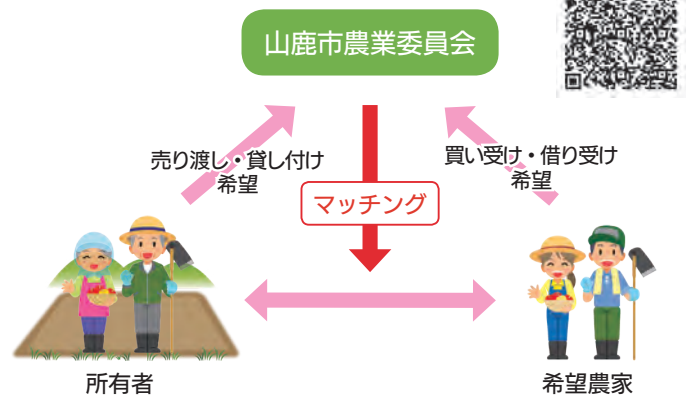 山鹿市農業委員会
売り渡し・貸し付け
希望
買い受け・借り受け
希望
マッチング
所有者
希望農家